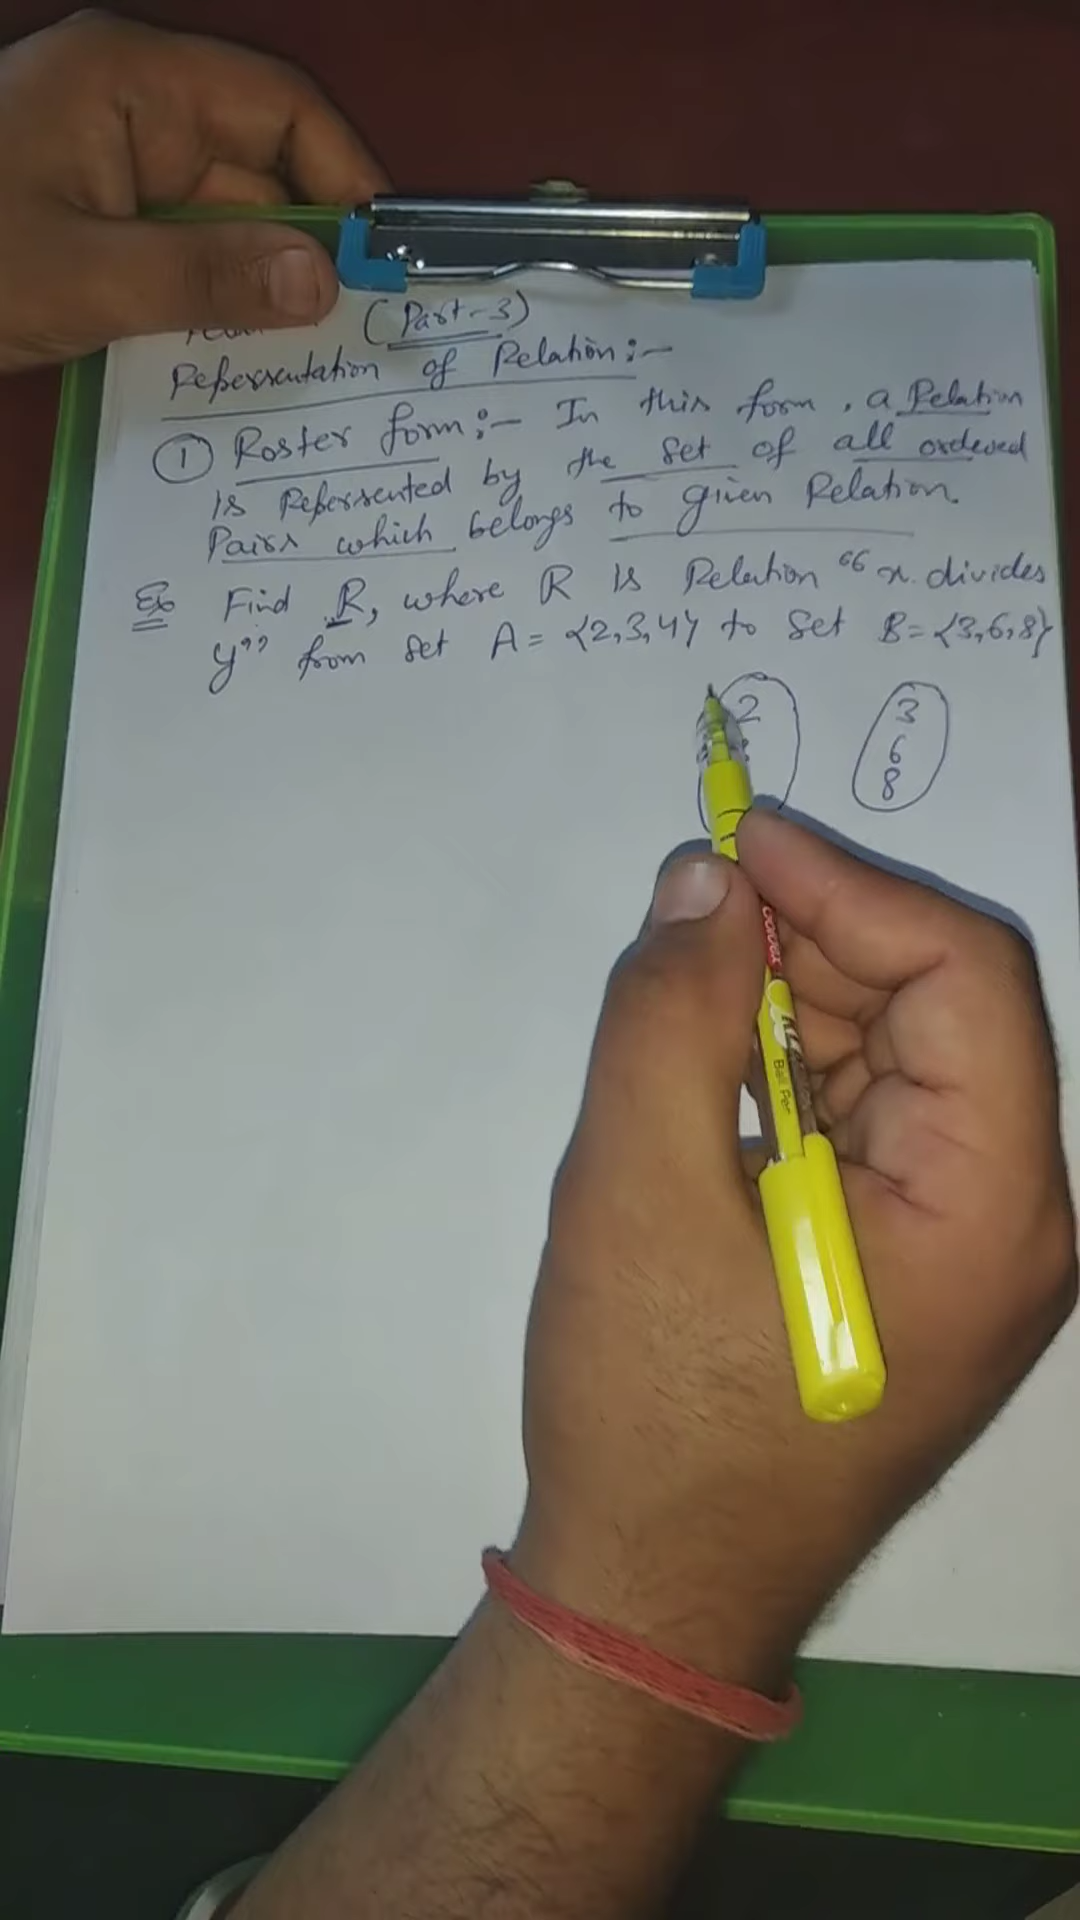 (Part-3)
Representation of Relation:-
① Roster form:- In this form, a Relation
is Represented by the set of all ordered
Pairs which belongs to given Relation
Ex Find R, where R is Relation "x divides
y" from set A = {2,3,4} to set B = {3,6,8}
2
3
6
8
Ball Pen